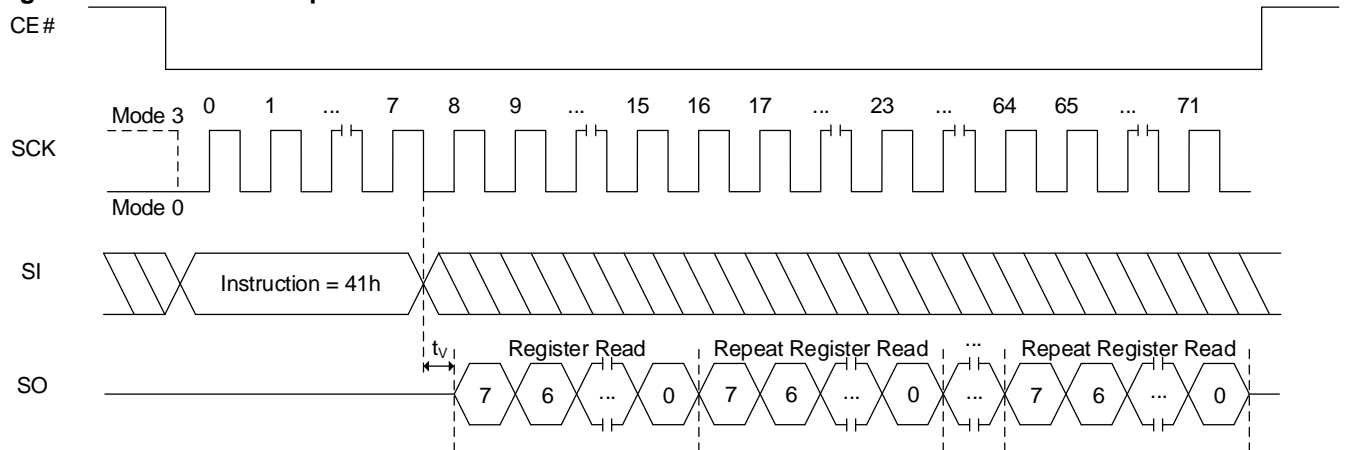 CE#
0 1 ... 7 8 9 ... 15 16 17 ... 23 ... 64 65 ... 71
Mode 3
SCK
Mode 0
SI
Instruction = 41h
tV Register Read Repeat Register Read ... Repeat Register Read
SO
7 6 ... 0 7 6 ... 0 ... 7 6 ... 0